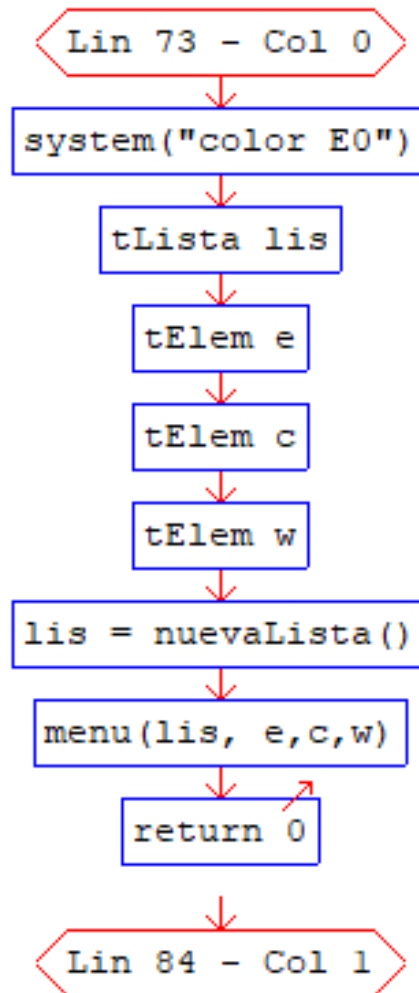 Lin 73 - Col 0
system("color E0")
tLista lis
tElem e
tElem c
tElem w
lis = nuevaLista()
menu(lis, e,c,w)
return 0
Lin 84 - Col 1